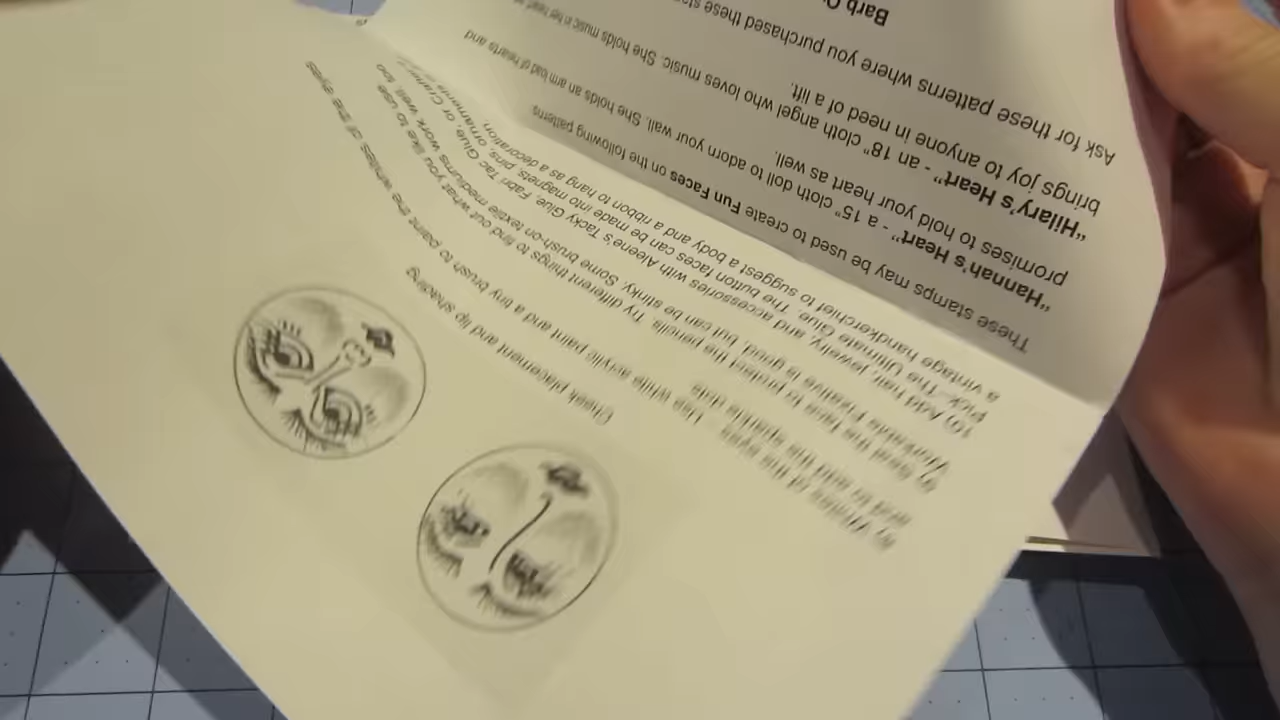 Cheek placement and lip shading
8) Whites of the eyes - Use white acrylic paint and a tiny brush to paint the whites of the eyes
and to add the sparkle dots
9) Seal the face to protect the pencils. Try different things to find out what you like to use
Workable Fixative is good, but can be stinky. Some brush-on textile mediums work well, too
10) Add hair, jewelry, and accessories with Aleene's Tacky Glue, Fabri Tac Glue, or
Pick-The Ultimate Glue. The button faces can be made into magnets, pins, ornaments
a vintage handkerchief to suggest a body and a ribbon to hang as a decoration.
These stamps may be used to create Fun Faces on the following patterns
"Hannah's Heart" - a 15" cloth doll to adorn your wall. She holds an arm load of hearts and
promises to hold your heart as well.
"Hilary's Heart" - an 18" cloth angel who loves music. She holds music in her heart
brings joy to anyone in need of a lift.
Ask for these patterns where you purchased these
Barb